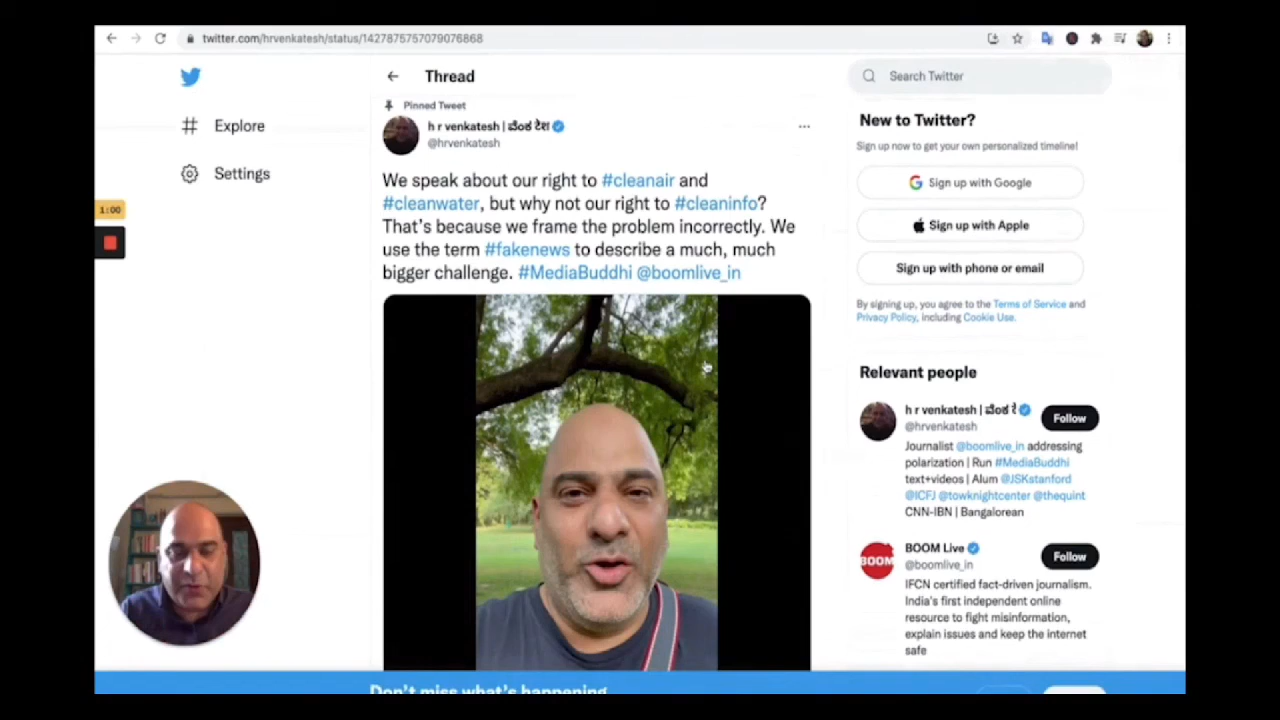 twitter.com/hrvenkatesh/status/1427875757079076868
Thread
Search Twitter
Pinned Tweet
h r venkatesh | ವೆಂಕಟೇಶ
@hrvenkatesh
Explore
Settings
1:00
We speak about our right to #cleanair and
#cleanwater, but why not our right to #cleaninfo?
That's because we frame the problem incorrectly. We
use the term #fakenews to describe a much, much
bigger challenge. #MediaBuddhi @boomlive_in
New to Twitter?
Sign up now to get your own personalized timeline!
Sign up with Google
Sign up with Apple
Sign up with phone or email
By signing up, you agree to the Terms of Service and
Privacy Policy, including Cookie Use.
Relevant people
h r venkatesh |
@hrvenkatesh
Follow
Journalist @boomlive_in addressing
polarization | Run #MediaBuddhi
text+videos | Alum @JSKstanford
@ICFJ @towknightcenter @thequint
CNN-IBN | Bangalorean
BOOM
BOOM Live
@boomlive_in
Follow
IFCN certified fact-driven journalism.
India's first independent online
resource to fight misinformation,
explain issues and keep the internet
safe
Don't miss what's happening